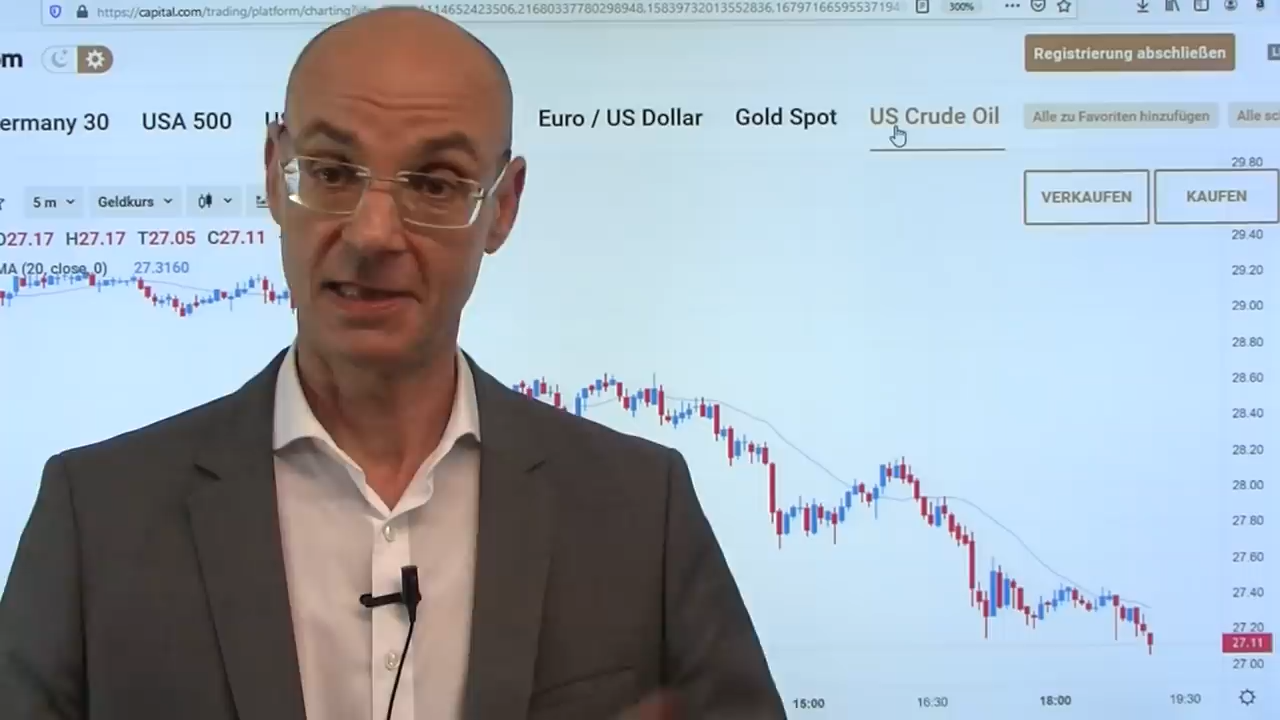 https://capital.com/trading/platform/charting
300%
om
Registrierung abschließen
ermany 30 USA 500 Euro / US Dollar Gold Spot US Crude Oil Alle zu Favoriten hinzufügen Alle
29.80
5 m Geldkurs VERKAUFEN KAUFEN
O27.17 H27.17 T27.05 C27.11
29.40
MA (20, close, 0) 27.3160
29.20
29.00
28.80
28.60
28.40
28.20
28.00
27.80
27.60
27.40
27.20
27.11
27.00
15:00 16:30 18:00 19:30